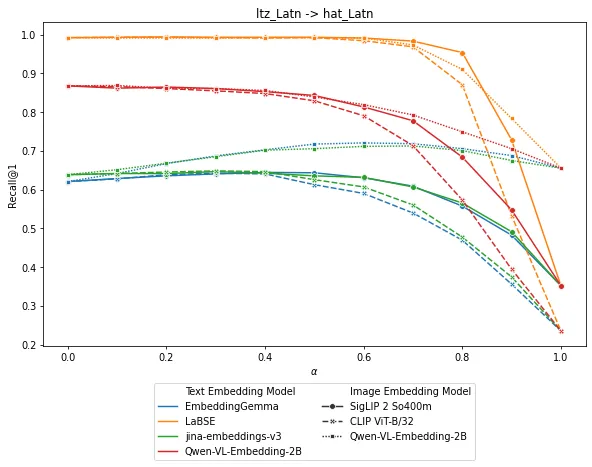 ltz_Latn -> hat_Latn
Recall@1
1.0
0.9
0.8
0.7
0.6
0.5
0.4
0.3
0.2
0.0 0.2 0.4 0.6 0.8 1.0
α
Text Embedding Model
EmbeddingGemma
LaBSE
jina-embeddings-v3
Qwen-VL-Embedding-2B
Image Embedding Model
SigLIP 2 So400m
CLIP ViT-B/32
Qwen-VL-Embedding-2B